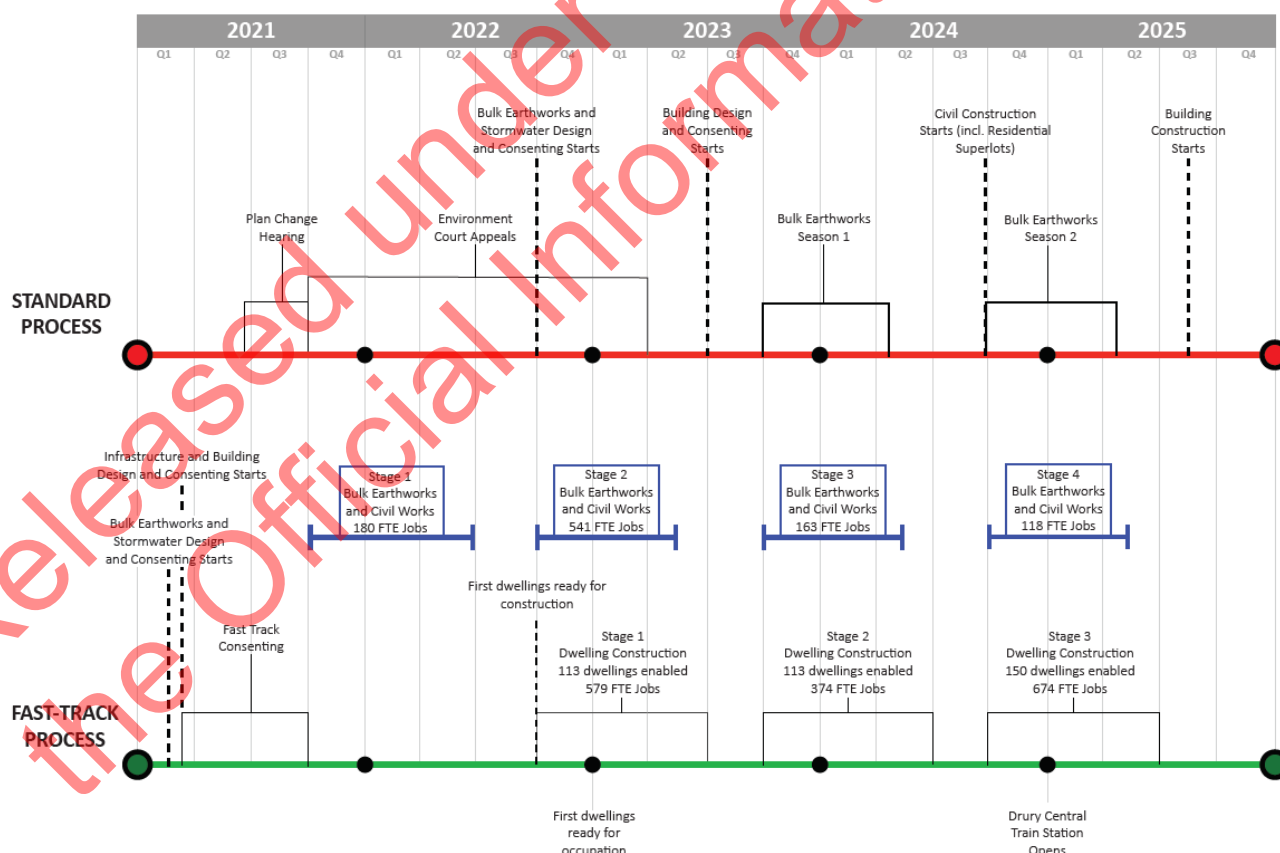 2021 2022 2023 2024 2025
Q1 Q2 Q3 Q4 Q1 Q2 Q4 Q1 Q3 Q4 Q1 Q2 Q3 Q4 Q1 Q2 Q3 Q4
Bulk Earthworks and
Stormwater Design
and Consenting Starts
Building Design
and Consenting
Starts
Civil Construction
Starts (incl. Residential
Superlots)
Building
Construction
Starts
Plan Change
Hearing
Environment
Court Appeals
Bulk Earthworks
Season 1
Bulk Earthworks
Season 2
STANDARD
PROCESS
Infrastructure and Building
Design and Consenting Starts
Bulk Earthworks and
Stormwater Design
and Consenting Starts
Stage 1
Bulk Earthworks
and Civil Works
180 FTE Jobs
Stage 2
Bulk Earthworks
and Civil Works
541 FTE Jobs
Stage 3
Bulk Earthworks
and Civil Works
163 FTE Jobs
Stage 4
Bulk Earthworks
and Civil Works
118 FTE Jobs
First dwellings ready for
construction
Fast Track
Consenting
Stage 1
Dwelling Construction
113 dwellings enabled
579 FTE Jobs
Stage 2
Dwelling Construction
113 dwellings enabled
374 FTE Jobs
Stage 3
Dwelling Construction
150 dwellings enabled
674 FTE Jobs
FAST-TRACK
PROCESS
First dwellings
ready for
occupation
Drury Central
Train Station
Opens
Released under
the Official Informa